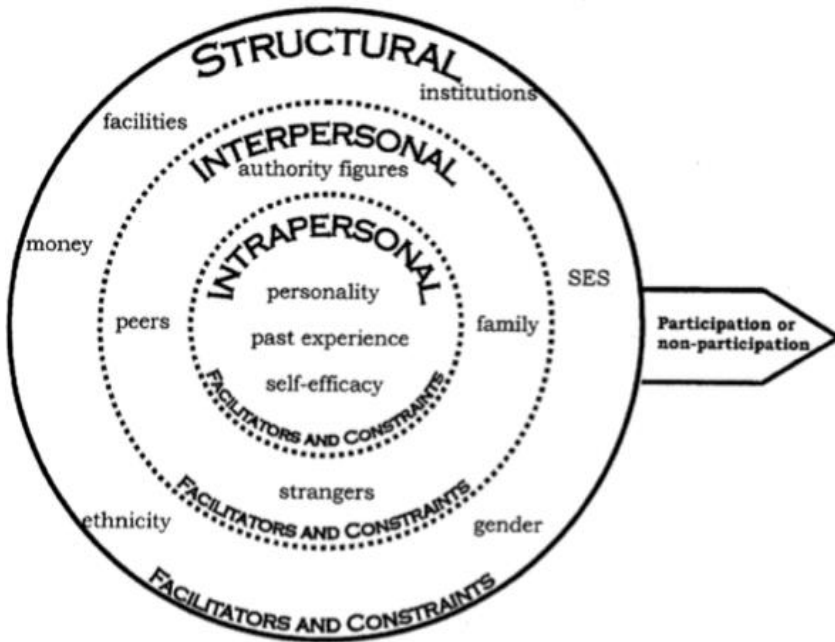 STRUCTURAL
institutions
facilities
INTERPERSONAL
authority figures
INTRAPERSONAL
money
SES
personality
peers
past experience
family
Participation or
non-participation
self-efficacy
FACILITATORS AND CONSTRAINTS
strangers
FACILITATORS AND CONSTRAINTS
ethnicity
gender
FACILITATORS AND CONSTRAINTS